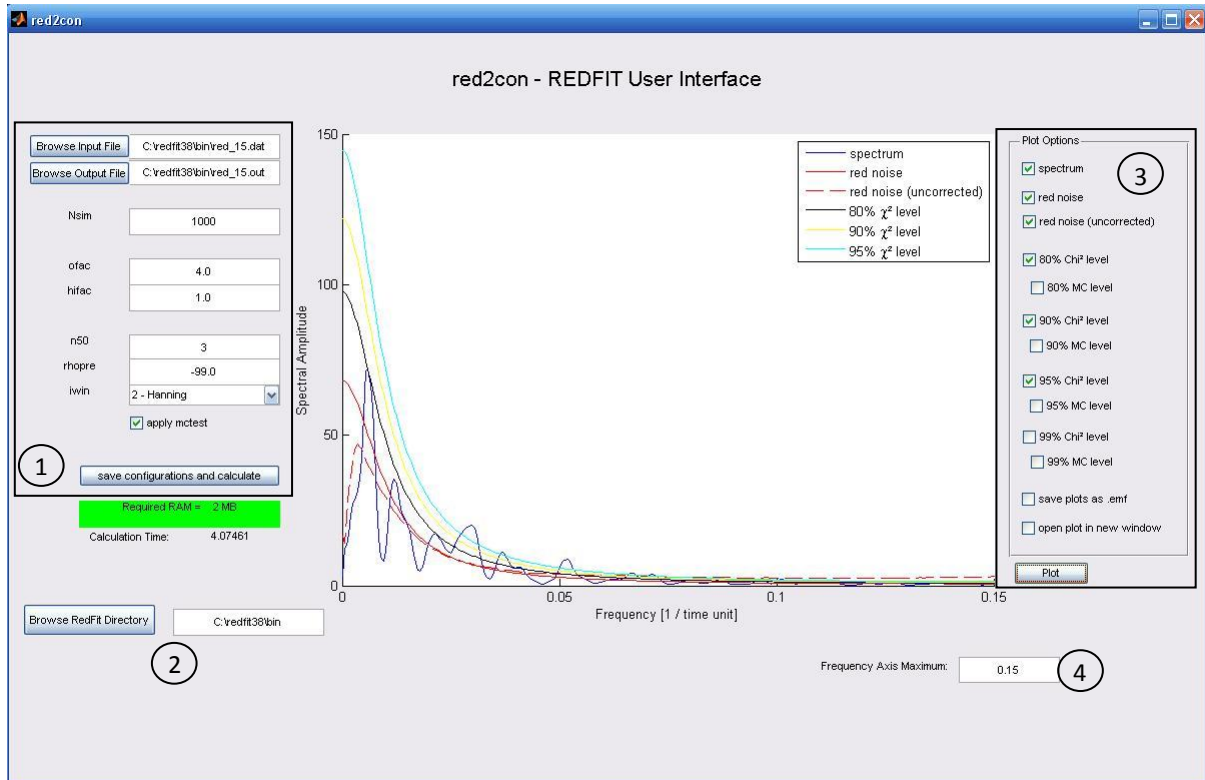 red2con
red2con - REDFIT User Interface
Browse Input File C:\redfit38\bin\red_15.dat
Browse Output File C:\redfit38\bin\red_15.out
Nsim 1000
ofac 4.0
hifac 1.0
n50 3
rhopre -99.0
iwin 2 - Hanning
apply mctest
1
save configurations and calculate
Required RAM = 2 MB
Calculation Time: 4.07461
Browse RedFit Directory C:\redfit38\bin
2
150
100
50
0
Spectral Amplitude
spectrum
red noise
red noise (uncorrected)
80% χ² level
90% χ² level
95% χ² level
0 0.05 0.1 0.15
Frequency [1 / time unit]
Plot Options
3
spectrum
red noise
red noise (uncorrected)
80% Chi² level
80% MC level
90% Chi² level
90% MC level
95% Chi² level
95% MC level
99% Chi² level
99% MC level
save plots as .emf
open plot in new window
Plot
Frequency Axis Maximum: 0.15
4